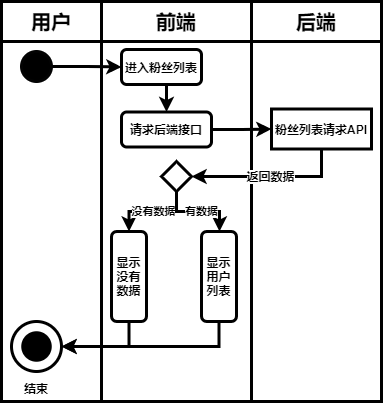 用户
前端
后端
进入粉丝列表
请求后端接口
粉丝列表请求API
返回数据
没有数据
有数据
显示
没有
数据
显示
用户
列表
结束